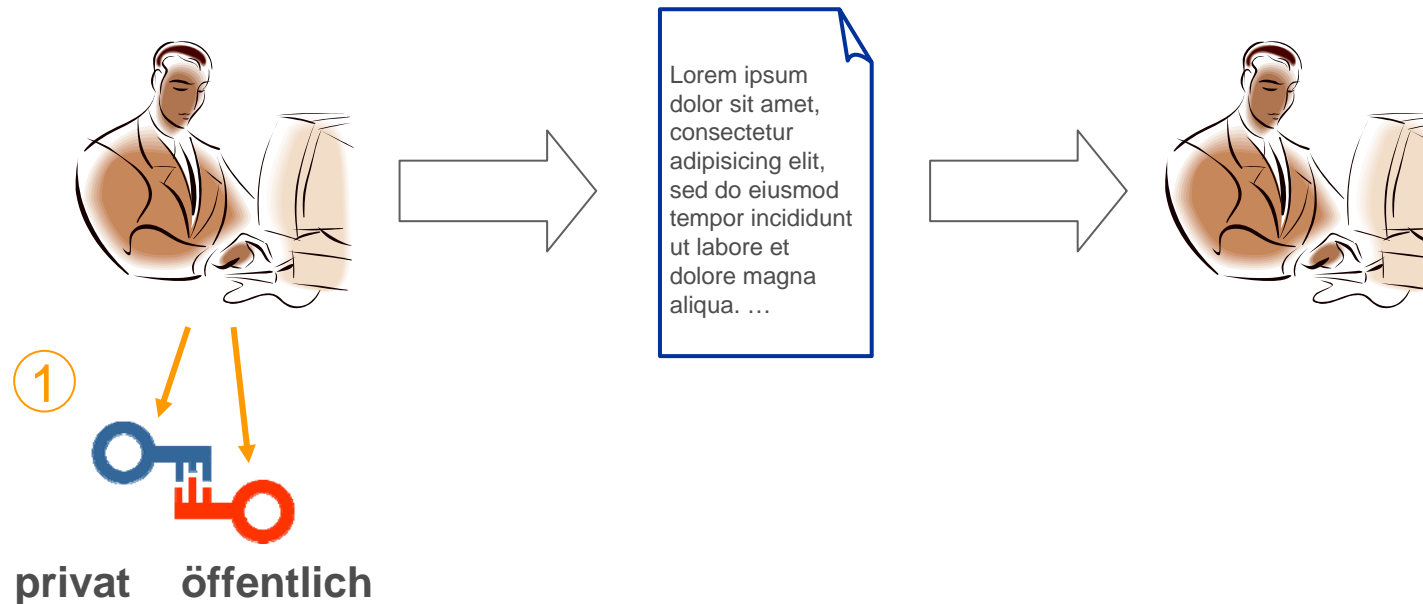 Lorem ipsum
dolor sit amet,
consectetur
adipisicing elit,
sed do eiusmod
tempor incididunt
ut labore et
dolore magna
aliqua. …
1
privat öffentlich